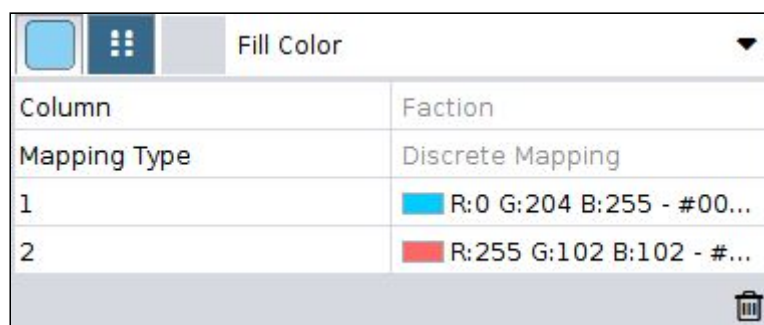 Fill Color
Column Faction
Mapping Type Discrete Mapping
1 R:0 G:204 B:255 - #00...
2 R:255 G:102 B:102 - #...